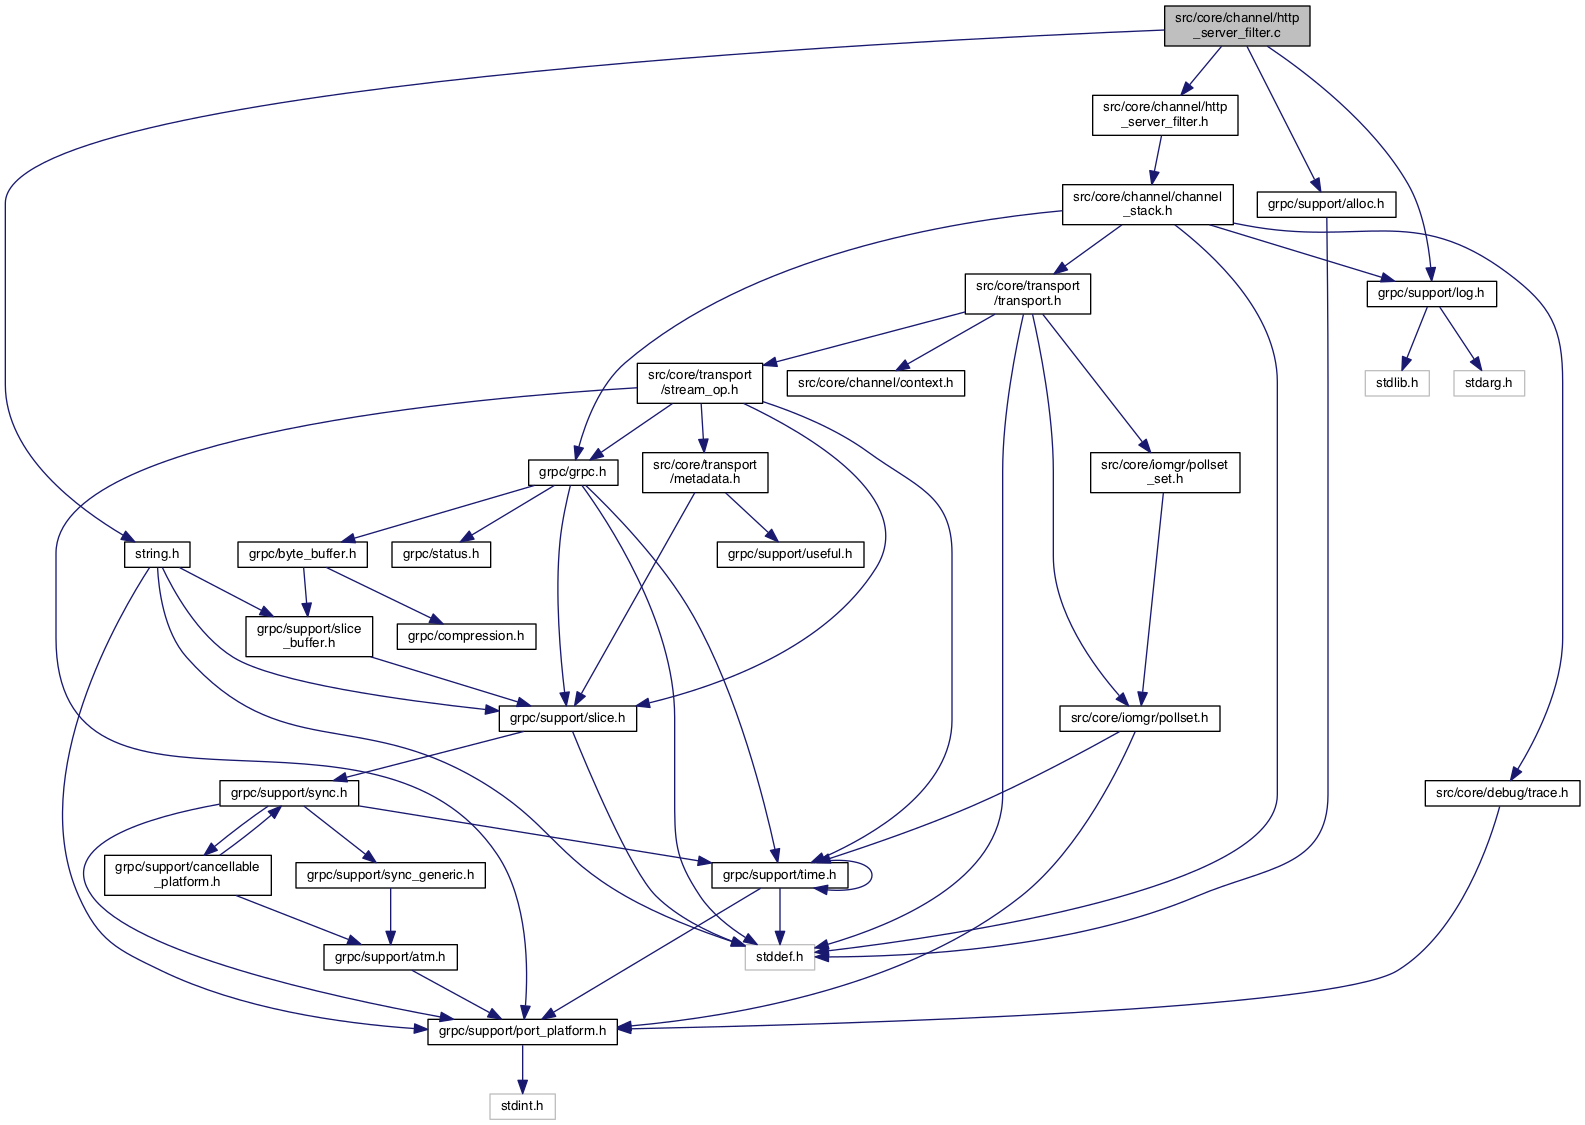 src/core/channel/http
_server_filter.c
src/core/channel/http
_server_filter.h
src/core/channel/channel
_stack.h
grpc/support/alloc.h
src/core/transport
/transport.h
grpc/support/log.h
src/core/transport
/stream_op.h
src/core/channel/context.h
stdlib.h
stdarg.h
grpc/grpc.h
src/core/transport
/metadata.h
src/core/iomgr/pollset
_set.h
string.h
grpc/byte_buffer.h
grpc/status.h
grpc/support/useful.h
grpc/support/slice
_buffer.h
grpc/compression.h
grpc/support/slice.h
src/core/iomgr/pollset.h
grpc/support/sync.h
src/core/debug/trace.h
grpc/support/cancellable
_platform.h
grpc/support/sync_generic.h
grpc/support/time.h
grpc/support/atm.h
stddef.h
grpc/support/port_platform.h
stdint.h